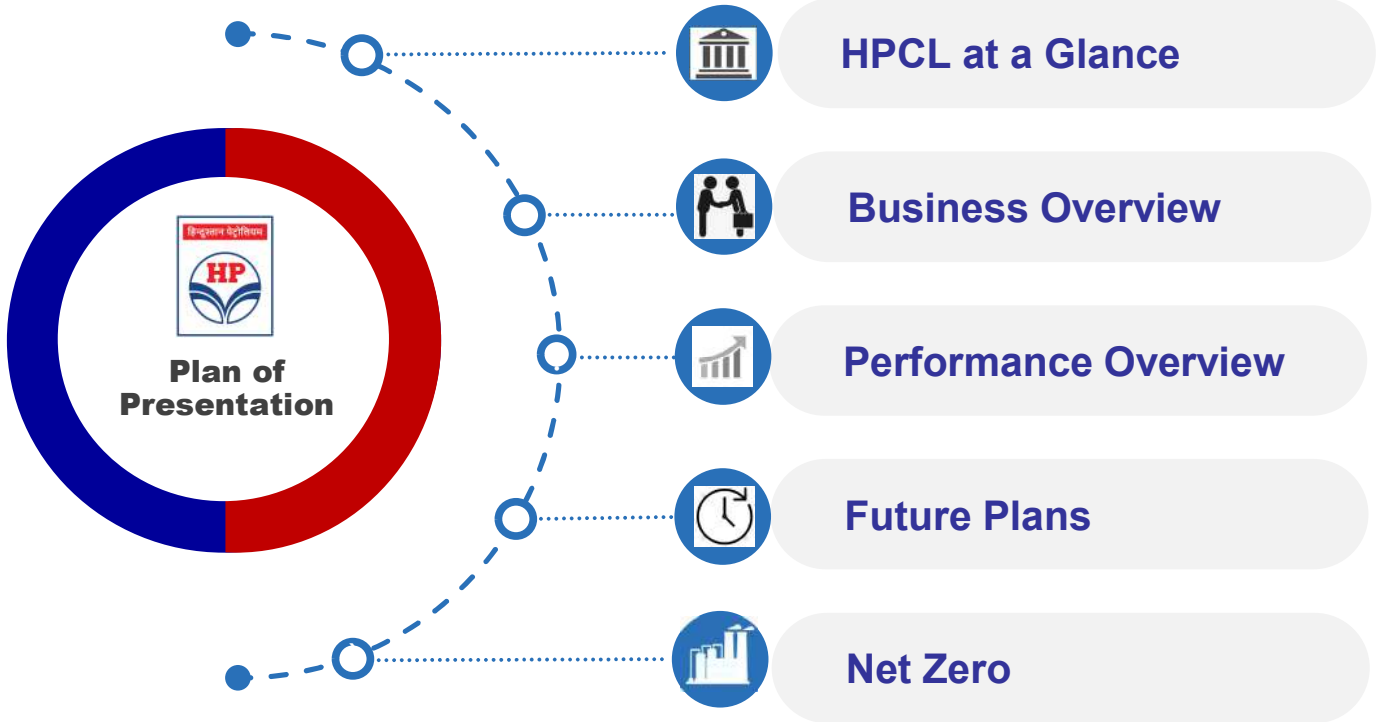 हिन्दुस्तान पेट्रोलियम
HP
Plan of
Presentation
HPCL at a Glance
Business Overview
Performance Overview
Future Plans
Net Zero